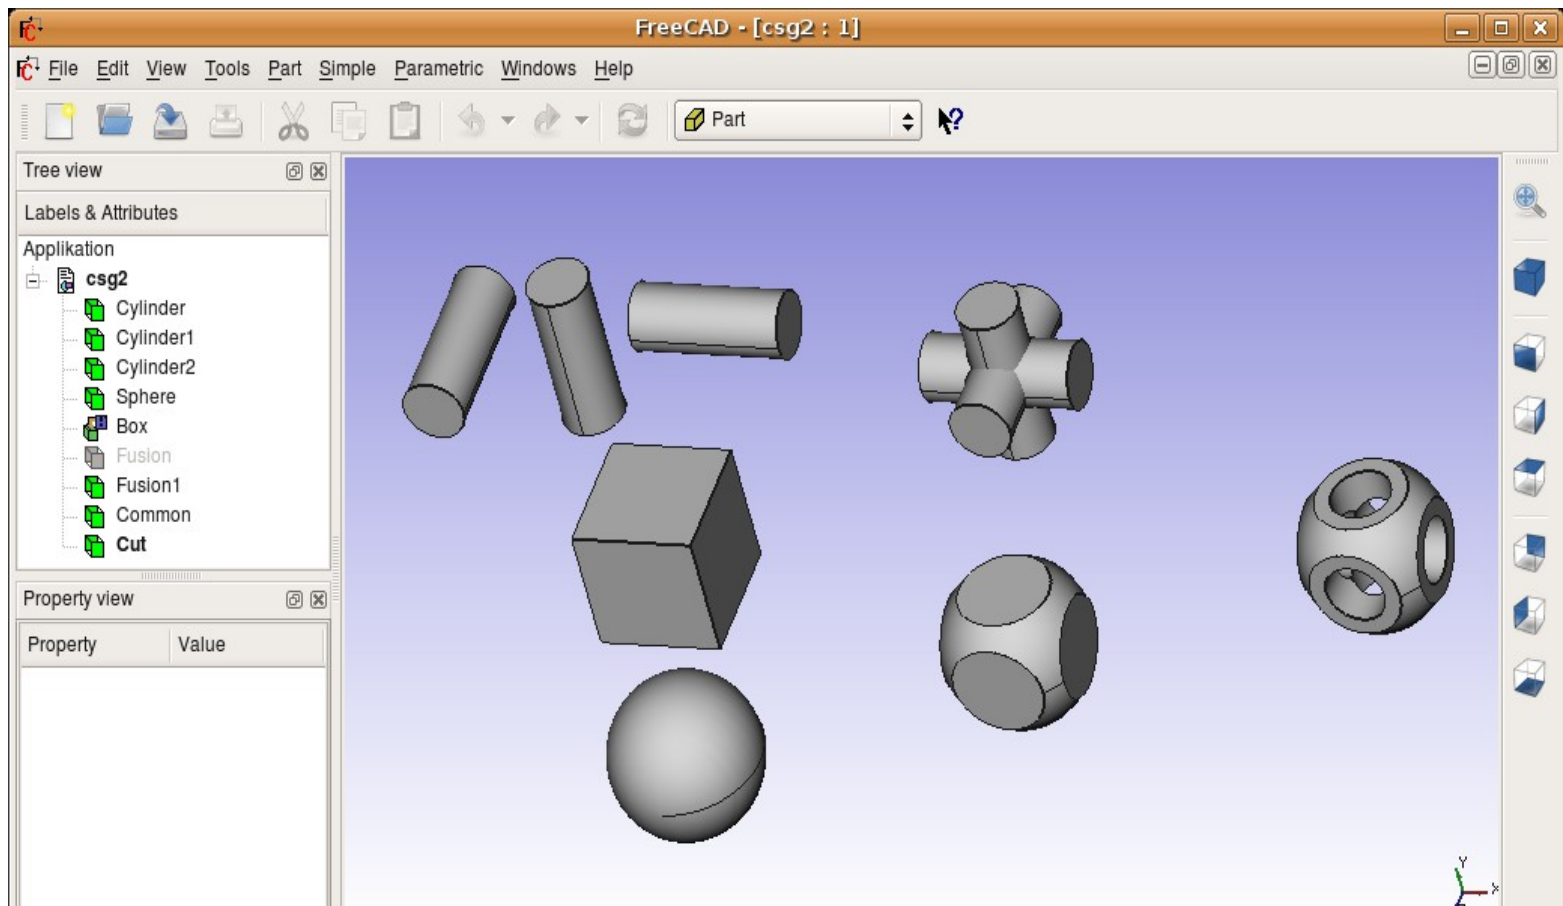 FreeCAD - [csg2 : 1]
File Edit View Tools Part Simple Parametric Windows Help
Part
Tree view
Labels & Attributes
Applikation
csg2
Cylinder
Cylinder1
Cylinder2
Sphere
Box
Fusion
Fusion1
Common
Cut
Property view
Property Value
Y
X